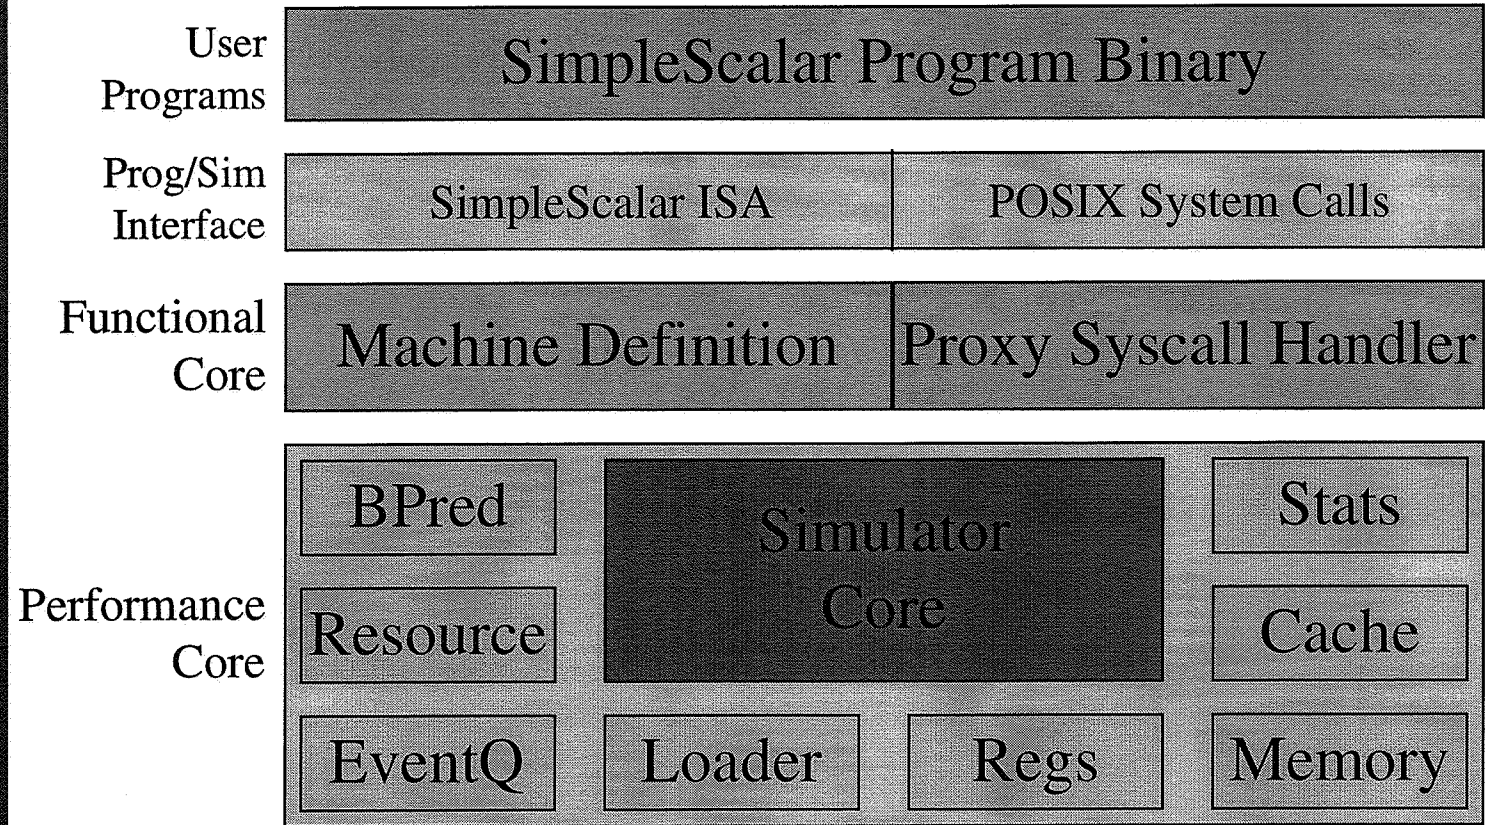 User
Programs
SimpleScalar Program Binary
Prog/Sim
Interface
SimpleScalar ISA
POSIX System Calls
Functional
Core
Machine Definition
Proxy Syscall Handler
Performance
Core
BPred
Simulator
Core
Stats
Resource
Cache
EventQ
Loader
Regs
Memory